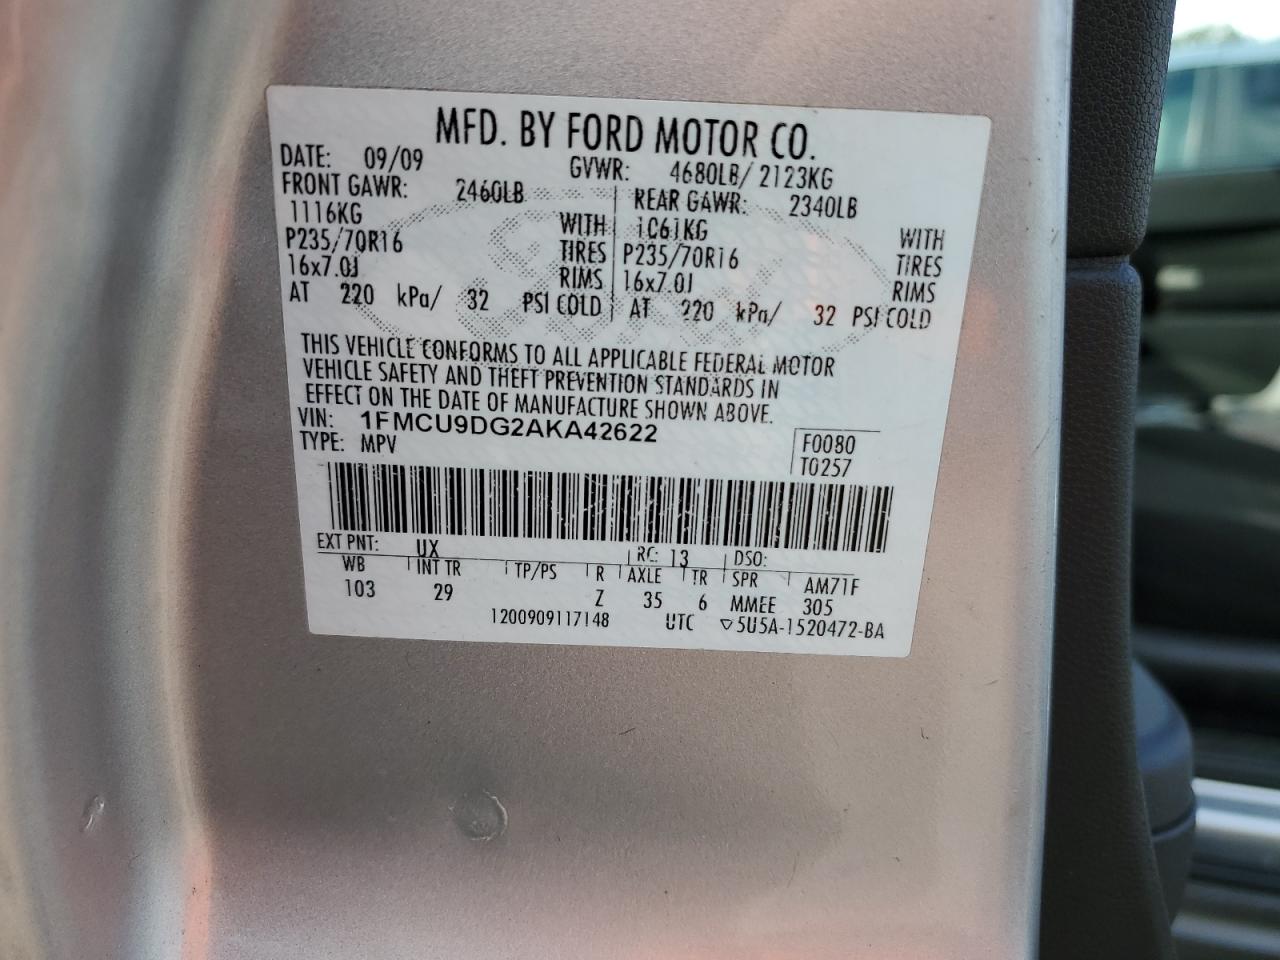 MFD. BY FORD MOTOR CO.
DATE: 09/09 GVWR: 4680LB/ 2123KG
FRONT GAWR: 2460LB REAR GAWR: 2340LB
1116KG WITH 1C61KG WITH
P235/70R16 TIRES P235/70R16 TIRES
16x7.0J RIMS 16x7.0J RIMS
AT 220 kPa/ 32 PSI COLD AT 220 kPa/ 32 PSI COLD
THIS VEHICLE CONFORMS TO ALL APPLICABLE FEDERAL MOTOR
VEHICLE SAFETY AND THEFT PREVENTION STANDARDS IN
EFFECT ON THE DATE OF MANUFACTURE SHOWN ABOVE.
VIN: 1FMCU9DG2AKA42622 F0080
TYPE: MPV T0257
EXT PNT: UX RC: 13 DSO:
WB INT TR TP/PS R AXLE TR SPR AM71F
103 29 Z 35 6 MMEE 305
1200909117148 UTC ▽5U5A-1520472-BA